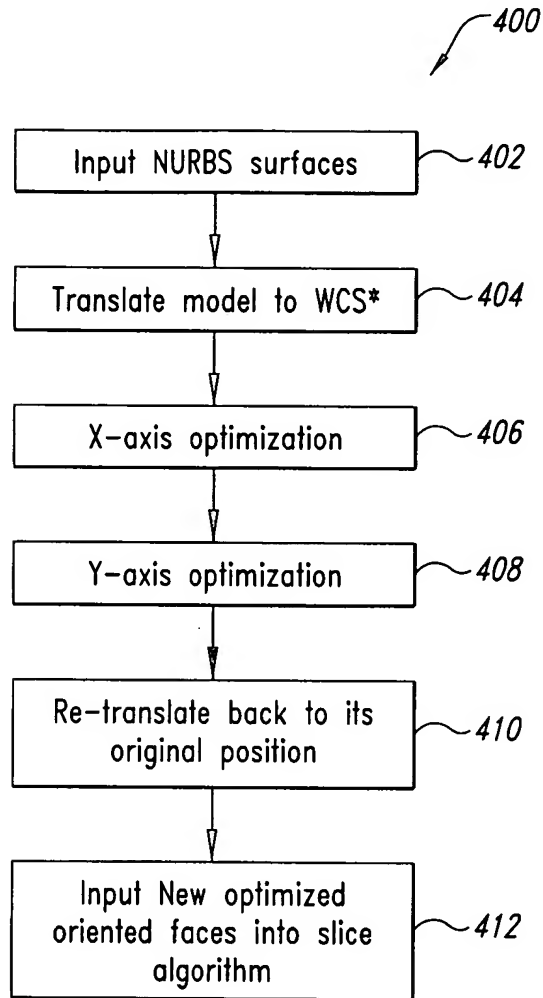 400
Input NURBS surfaces
402
Translate model to WCS*
404
X-axis optimization
406
Y-axis optimization
408
Re-translate back to its
original position
410
Input New optimized
oriented faces into slice
algorithm
412